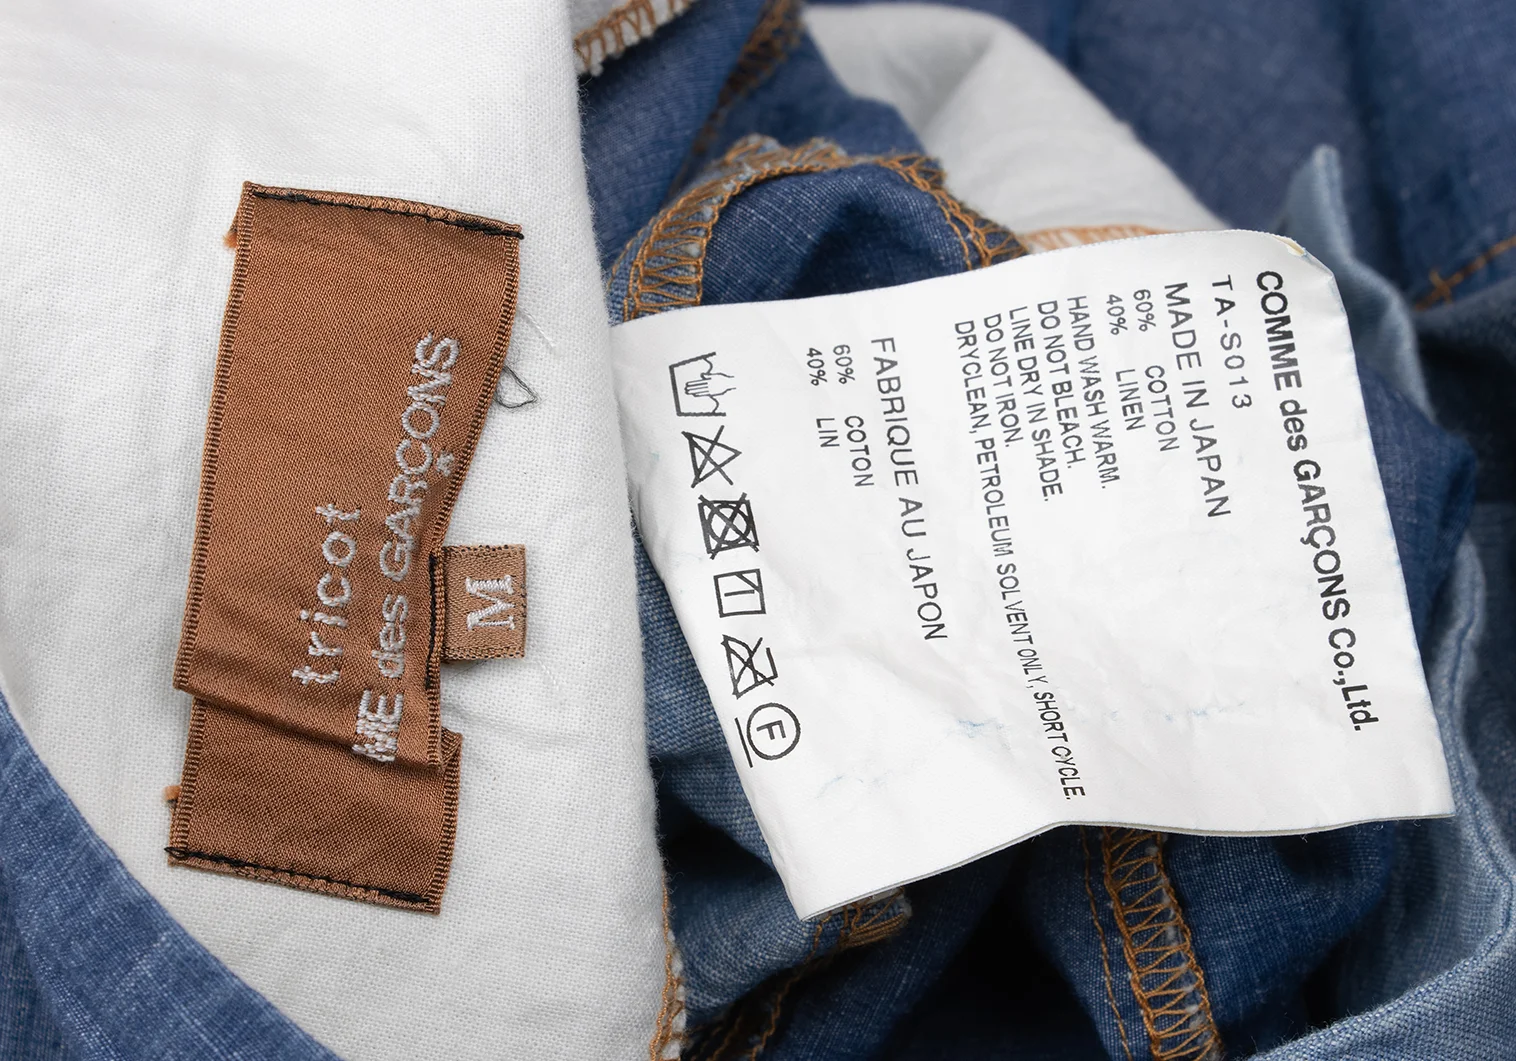 tricot
ME des GARÇONS
M
COMME des GARÇONS Co.,Ltd.
TA-S013
MADE IN JAPAN
60% COTTON
40% LINEN
HAND WASH WARM.
DO NOT BLEACH.
LINE DRY IN SHADE.
DO NOT IRON.
DRYCLEAN, PETROLEUM SOLVENT ONLY, SHORT CYCLE.
FABRIQUE AU JAPON
60% COTON
40% LIN
F